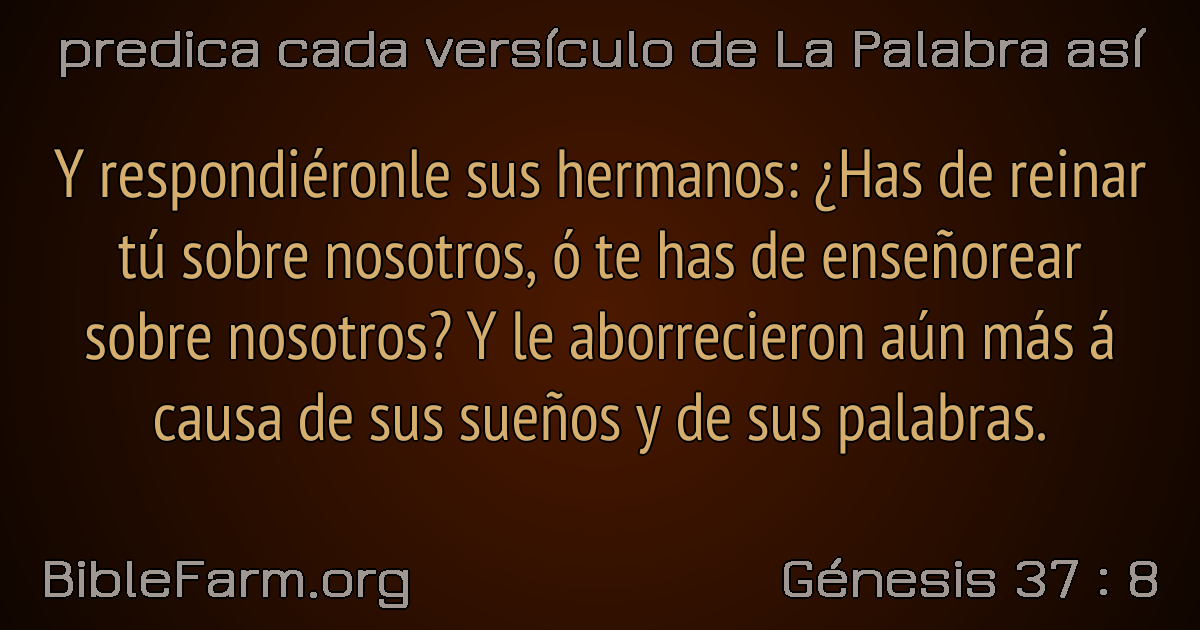 predica cada versículo de La Palabra así
Y respondiéronle sus hermanos: ¿Has de reinar
tú sobre nosotros, ó te has de enseñorear
sobre nosotros? Y le aborrecieron aún más á
causa de sus sueños y de sus palabras.
BibleFarm.org
Génesis 37 : 8